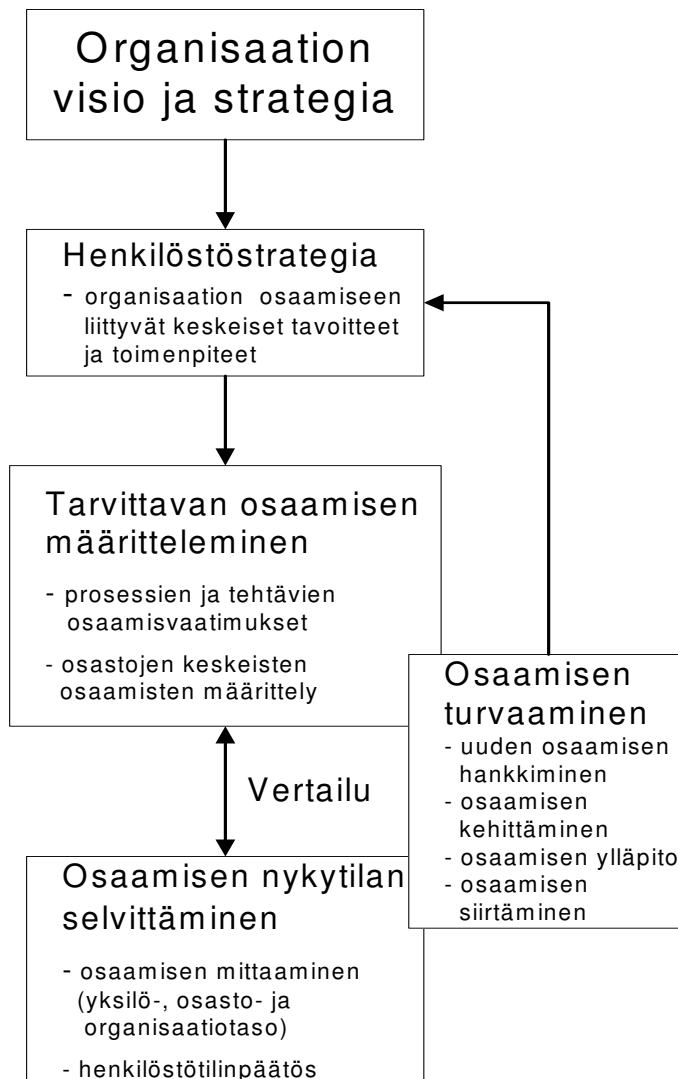 Organisaation
visio ja strategia
Henkilöstöstrategia
- organisaation osaamiseen
liittyvät keskeiset tavoitteet
ja toimenpiteet
Tarvittavan osaamisen
määritteleminen
- prosessien ja tehtävien
osaamisvaatimukset
- osastojen keskeisten
osaamisten määrittely
Vertailu
Osaamisen
turvaaminen
- uuden osaamisen
hankkiminen
- osaamisen
kehittäminen
- osaamisen ylläpito
- osaamisen
siirtäminen
Osaamisen nykytilan
selvittäminen
- osaamisen mittaaminen
(yksilö-, osasto- ja
organisaatiotaso)
- henkilöstötilinpäätös